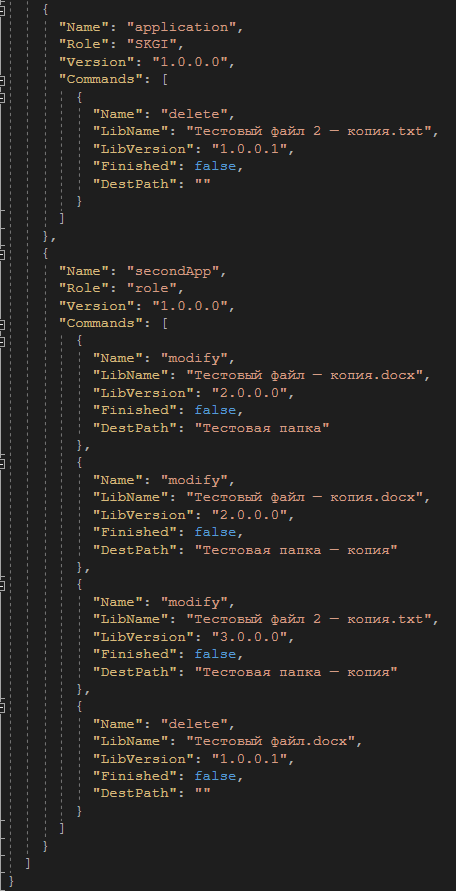 {
"Name": "application",
"Role": "SKGI",
"Version": "1.0.0.0",
"Commands": [
{
"Name": "delete",
"LibName": "Тестовый файл 2 — копия.txt",
"LibVersion": "1.0.0.1",
"Finished": false,
"DestPath": ""
}
]
},
{
"Name": "secondApp",
"Role": "role",
"Version": "1.0.0.0",
"Commands": [
{
"Name": "modify",
"LibName": "Тестовый файл — копия.docx",
"LibVersion": "2.0.0.0",
"Finished": false,
"DestPath": "Тестовая папка"
},
{
"Name": "modify",
"LibName": "Тестовый файл — копия.docx",
"LibVersion": "2.0.0.0",
"Finished": false,
"DestPath": "Тестовая папка — копия"
},
{
"Name": "modify",
"LibName": "Тестовый файл 2 — копия.txt",
"LibVersion": "3.0.0.0",
"Finished": false,
"DestPath": "Тестовая папка — копия"
},
{
"Name": "delete",
"LibName": "Тестовый файл.docx",
"LibVersion": "1.0.0.1",
"Finished": false,
"DestPath": ""
}
]
}
]
}